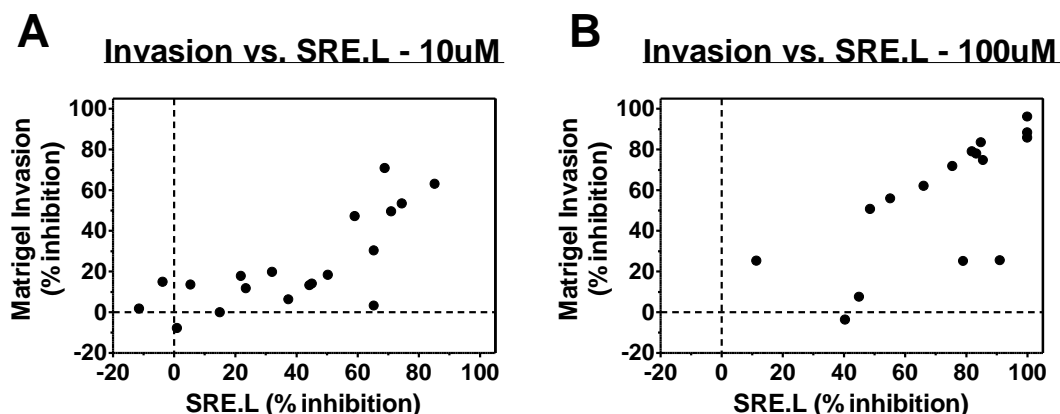 A
Invasion vs. SRE.L - 10uM
Matrigel Invasion
(% inhibition)
100
80
60
40
20
0
-20
-20 0 20 40 60 80 100
SRE.L (% inhibition)
B
Invasion vs. SRE.L - 100uM
Matrigel Invasion
(% inhibition)
100
80
60
40
20
0
-20
-20 0 20 40 60 80 100
SRE.L (% inhibition)